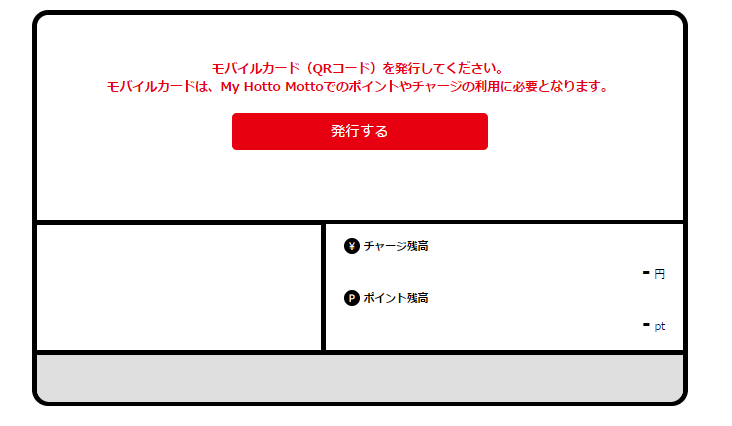 モバイルカード（QRコード）を発行してください。
モバイルカードは、My Hotto Mottoでのポイントやチャージの利用に必要となります。
発行する
¥ チャージ残高
- 円
P ポイント残高
- pt